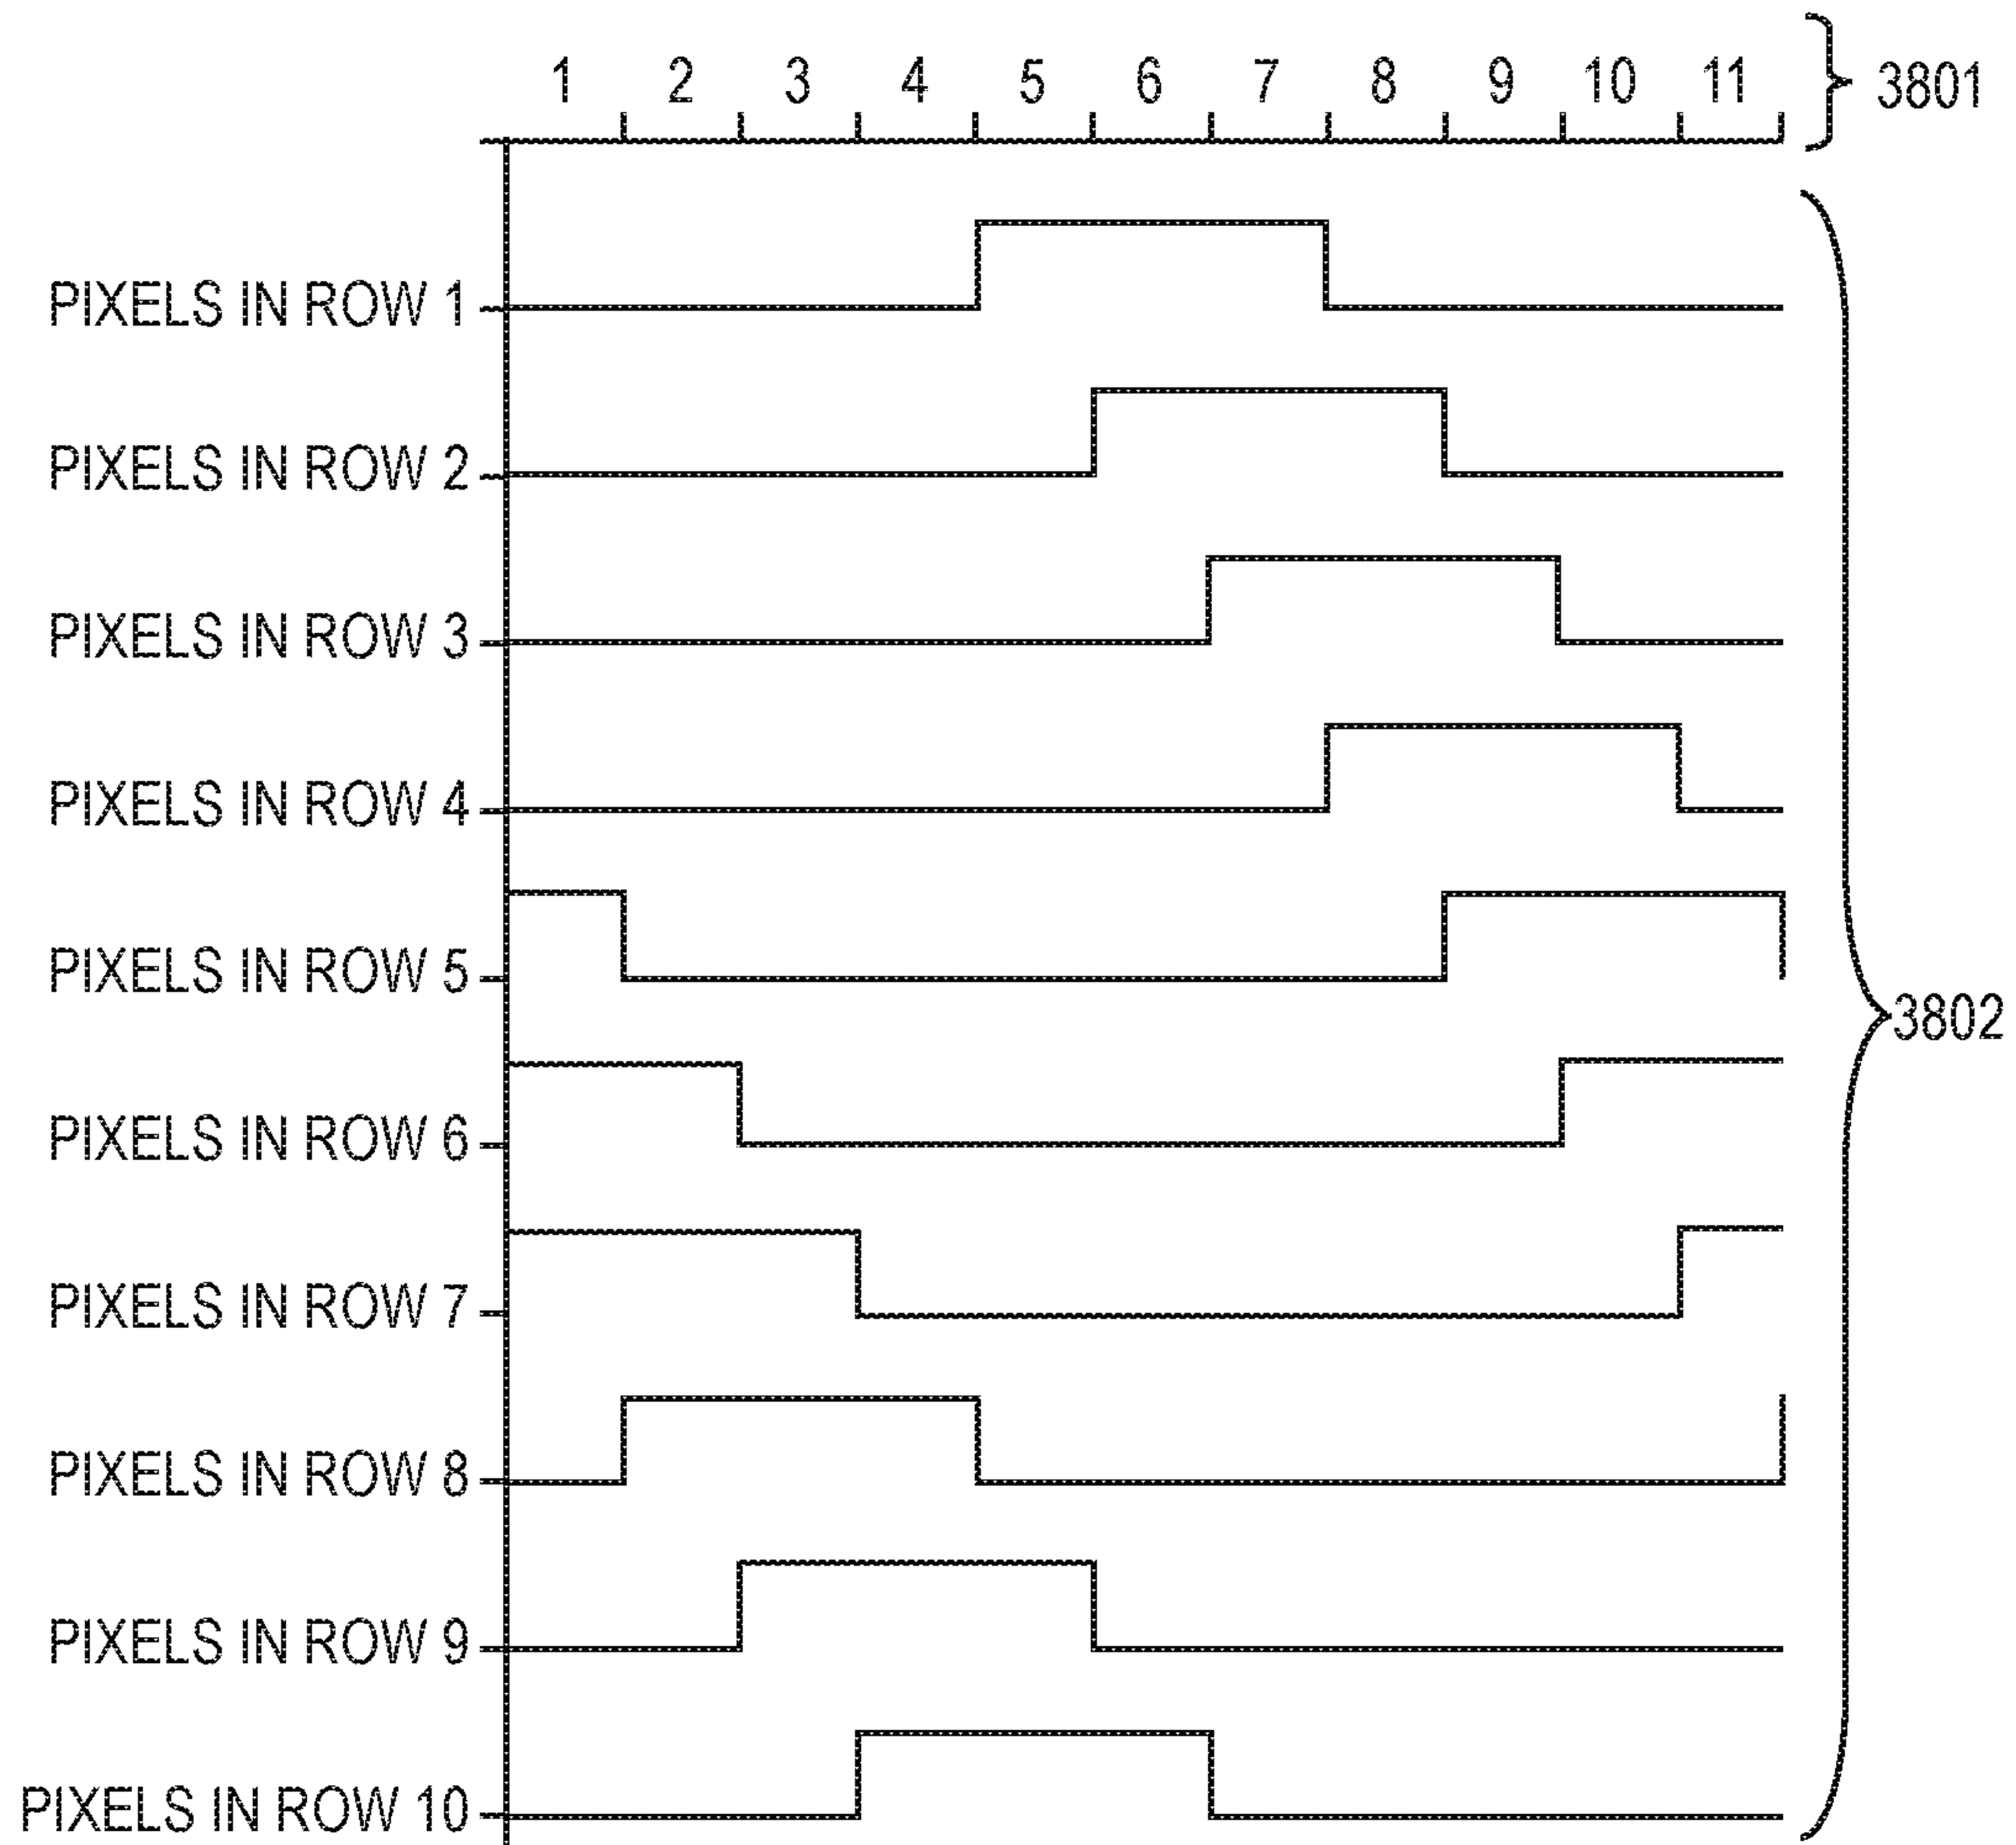 1 2 3 4 5 6 7 8 9 10 11 3801
PIXELS IN ROW 1
PIXELS IN ROW 2
PIXELS IN ROW 3
PIXELS IN ROW 4
PIXELS IN ROW 5
3802
PIXELS IN ROW 6
PIXELS IN ROW 7
PIXELS IN ROW 8
PIXELS IN ROW 9
PIXELS IN ROW 10